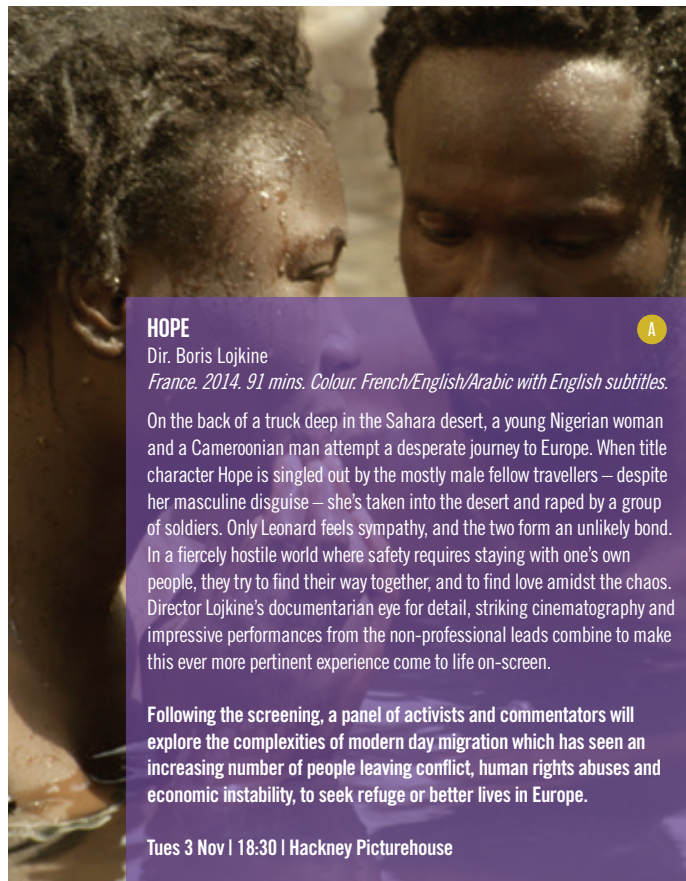 HOPE
A
Dir. Boris Lojkine
France. 2014. 91 mins. Colour. French/English/Arabic with English subtitles.
On the back of a truck deep in the Sahara desert, a young Nigerian woman
and a Cameroonian man attempt a desperate journey to Europe. When title
character Hope is singled out by the mostly male fellow travellers – despite
her masculine disguise – she's taken into the desert and raped by a group
of soldiers. Only Leonard feels sympathy, and the two form an unlikely bond.
In a fiercely hostile world where safety requires staying with one's own
people, they try to find their way together, and to find love amidst the chaos.
Director Lojkine's documentarian eye for detail, striking cinematography and
impressive performances from the non-professional leads combine to make
this ever more pertinent experience come to life on-screen.
Following the screening, a panel of activists and commentators will
explore the complexities of modern day migration which has seen an
increasing number of people leaving conflict, human rights abuses and
economic instability, to seek refuge or better lives in Europe.
Tues 3 Nov | 18:30 | Hackney Picturehouse